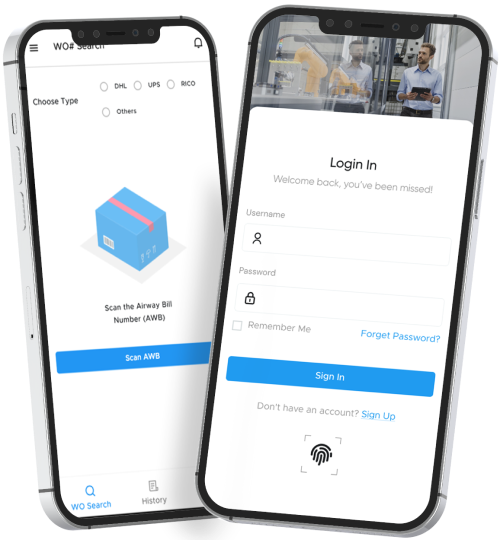 WO# Search
Choose Type
DHL
UPS
RICO
Others
Scan the Airway Bill
Number (AWB)
Scan AWB
WO Search
History
Login In
Welcome back, you've been missed!
Username
Password
Remember Me
Forget Password?
Sign In
Don't have an account? Sign Up